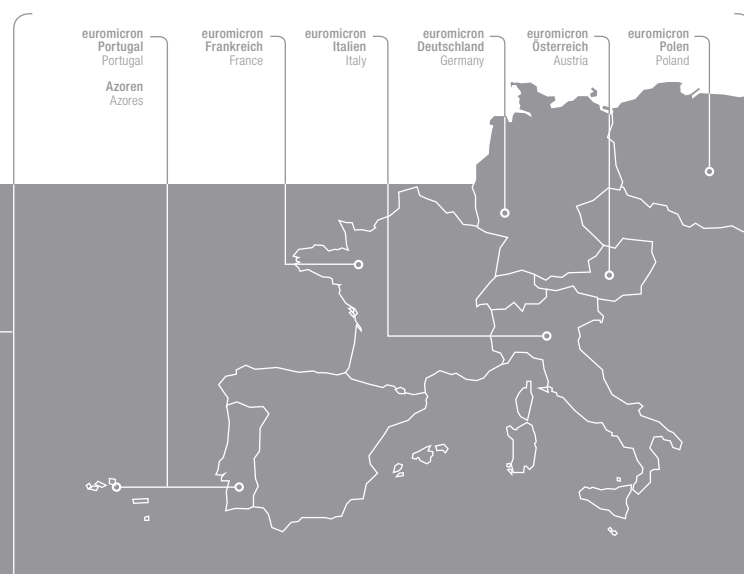 euromicron
Portugal
Portugal
Azoren
Azores
euromicron
Frankreich
France
euromicron
Italien
Italy
euromicron
Deutschland
Germany
euromicron
Österreich
Austria
euromicron
Polen
Poland